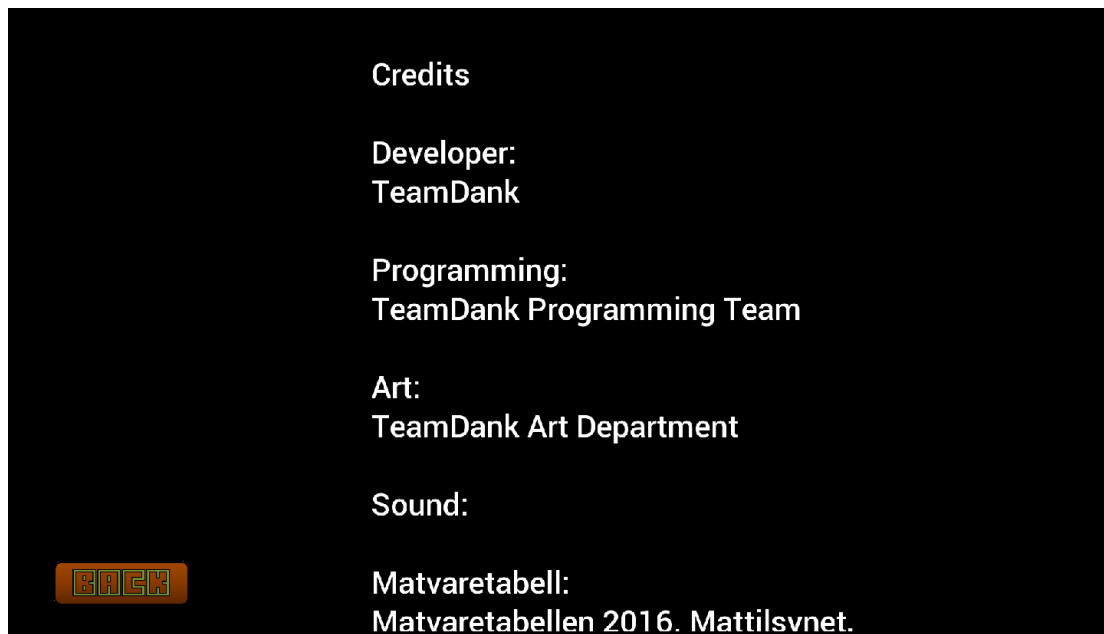 Credits
Developer:
TeamDank
Programming:
TeamDank Programming Team
Art:
TeamDank Art Department
Sound:
BACK
Matvaretabell:
Matvaretabellen 2016. Mattilsynet.